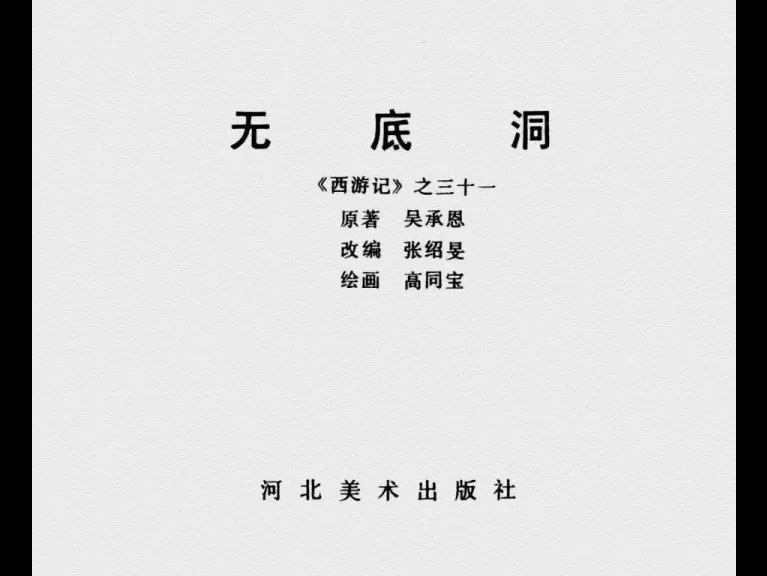 无底洞
《西游记》之三十一
原著 吴承恩
改编 张绍旻
绘画 高同宝
河北美术出版社